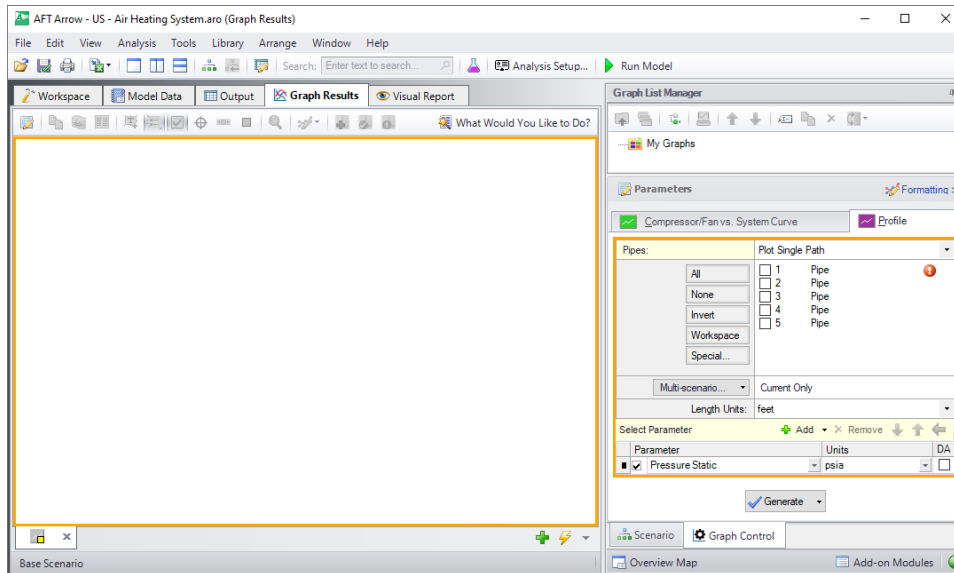 AFT Arrow - US - Air Heating System.aro (Graph Results)
File Edit View Analysis Tools Library Arrange Window Help
Search: Enter text to search... Analysis Setup... Run Model
Workspace Model Data Output Graph Results Visual Report
What Would You Like to Do?
Graph List Manager
My Graphs
Parameters Formatting
Compressor/Fan vs. System Curve Profile
Pipes: Plot Single Path
All
None
Invert
Workspace
Special...
1 Pipe
2 Pipe
3 Pipe
4 Pipe
5 Pipe
Multi-scenario... Current Only
Length Units: feet
Select Parameter Add Remove
Parameter Units DA
Pressure Static psia
Generate
Scenario Graph Control
Base Scenario
Overview Map Add-on Modules